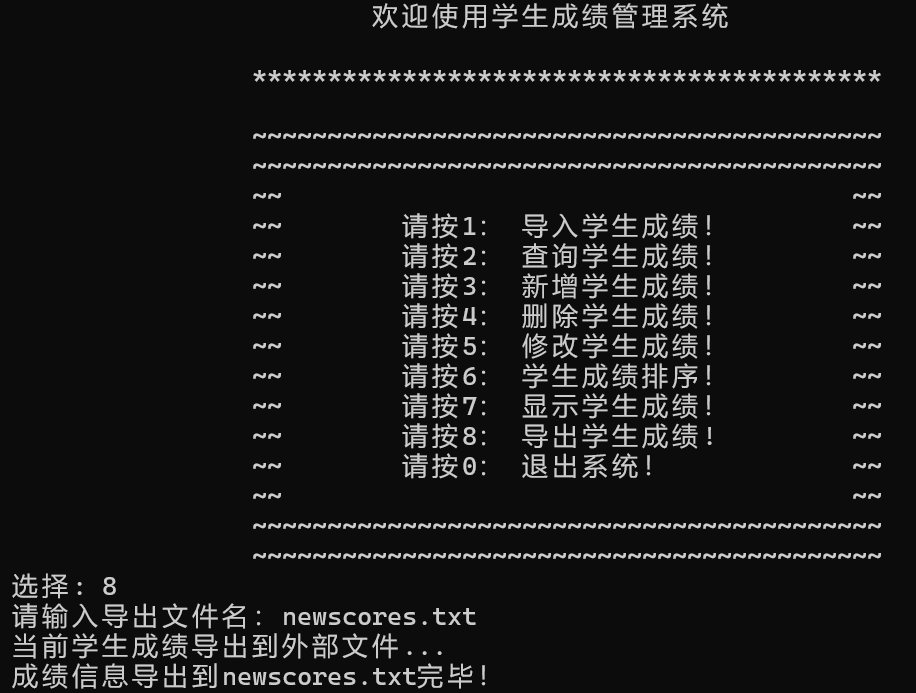 欢迎使用学生成绩管理系统
******************************************
~~~~~~~~~~~~~~~~~~~~~~~~~~~~~~~~~~~~~~~~~~
~~~~~~~~~~~~~~~~~~~~~~~~~~~~~~~~~~~~~~~~~~
~~                                      ~~
~~        请按1:  导入学生成绩!         ~~
~~        请按2:  查询学生成绩!         ~~
~~        请按3:  新增学生成绩!         ~~
~~        请按4:  删除学生成绩!         ~~
~~        请按5:  修改学生成绩!         ~~
~~        请按6:  学生成绩排序!         ~~
~~        请按7:  显示学生成绩!         ~~
~~        请按8:  导出学生成绩!         ~~
~~        请按0:  退出系统!             ~~
~~                                      ~~
~~~~~~~~~~~~~~~~~~~~~~~~~~~~~~~~~~~~~~~~~~
~~~~~~~~~~~~~~~~~~~~~~~~~~~~~~~~~~~~~~~~~~
选择: 8
请输入导出文件名: newscores.txt
当前学生成绩导出到外部文件...
成绩信息导出到newscores.txt完毕!